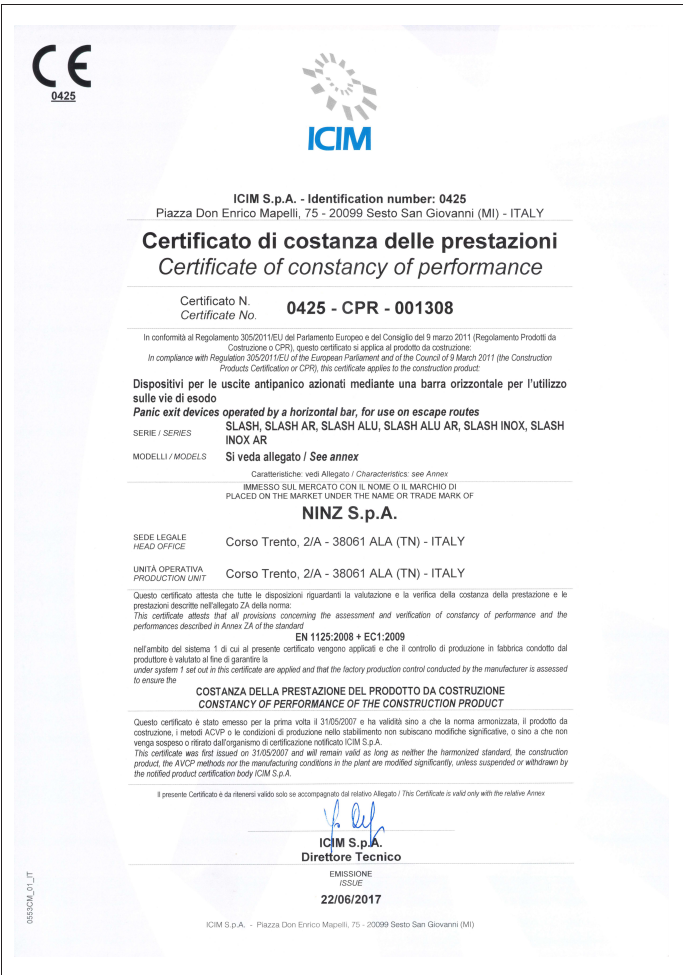 CE
0425
ICIM
ICIM S.p.A. - Identification number: 0425
Piazza Don Enrico Mapelli, 75 - 20099 Sesto San Giovanni (MI) - ITALY
Certificato di costanza delle prestazioni
Certificate of constancy of performance
Certificato N.
Certificate No.
0425 - CPR - 001308
In conformità al Regolamento 305/2011/EU del Parlamento Europeo e del Consiglio del 9 marzo 2011 (Regolamento Prodotti da
Costruzione o CPR), questo certificato si applica al prodotto da costruzione:
In compliance with Regulation 305/2011/EU of the European Parliament and of the Council of 9 March 2011 (the Construction
Products Certification or CPR), this certificate applies to the construction product:
Dispositivi per le uscite antipanico azionati mediante una barra orizzontale per l'utilizzo
sulle vie di esodo
Panic exit devices operated by a horizontal bar, for use on escape routes
SERIE / SERIES
SLASH, SLASH AR, SLASH ALU, SLASH ALU AR, SLASH INOX, SLASH
INOX AR
MODELLI / MODELS
Si veda allegato / See annex
Caratteristiche: vedi Allegato / Characteristics: see Annex
IMMESSO SUL MERCATO CON IL NOME O IL MARCHIO DI
PLACED ON THE MARKET UNDER THE NAME OR TRADE MARK OF
NINZ S.p.A.
SEDE LEGALE
HEAD OFFICE
Corso Trento, 2/A - 38061 ALA (TN) - ITALY
UNITÀ OPERATIVA
PRODUCTION UNIT
Corso Trento, 2/A - 38061 ALA (TN) - ITALY
Questo certificato attesta che tutte le disposizioni riguardanti la valutazione e la verifica della costanza della prestazione e le
prestazioni descritte nell'allegato ZA della norma:
This certificate attests that all provisions concerning the assessment and verification of constancy of performance and the
performances described in Annex ZA of the standard
EN 1125:2008 + EC1:2009
nell'ambito del sistema 1 di cui al presente certificato vengono applicati e che il controllo di produzione in fabbrica condotto dal
produttore è valutato al fine di garantire la
under system 1 set out in this certificate are applied and that the factory production control conducted by the manufacturer is assessed
to ensure the
COSTANZA DELLA PRESTAZIONE DEL PRODOTTO DA COSTRUZIONE
CONSTANCY OF PERFORMANCE OF THE CONSTRUCTION PRODUCT
Questo certificato è stato emesso per la prima volta il 31/05/2007 e ha validità sino a che la norma armonizzata, il prodotto da
costruzione, i metodi ACVP o le condizioni di produzione nello stabilimento non subiscano modifiche significative, o sino a che non
venga sospeso o ritirato dall'organismo di certificazione notificato ICIM S.p.A.
This certificate was first issued on 31/05/2007 and will remain valid as long as neither the harmonized standard, the construction
product, the AVCP methods nor the manufacturing conditions in the plant are modified significantly, unless suspended or withdrawn by
the notified product certification body ICIM S.p.A.
Il presente Certificato è da ritenersi valido solo se accompagnato dal relativo Allegato / This Certificate is valid only with the relative Annex
ICIM S.p.A.
Direttore Tecnico
EMISSIONE
ISSUE
22/06/2017
0553CM_01_IT
ICIM S.p.A. - Piazza Don Enrico Mapelli, 75 - 20099 Sesto San Giovanni (MI)